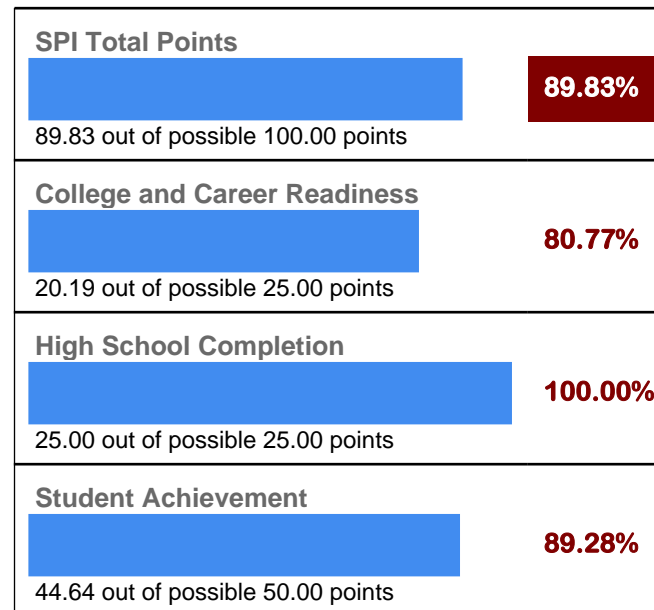 SPI Total Points
89.83%
89.83 out of possible 100.00 points
College and Career Readiness
80.77%
20.19 out of possible 25.00 points
High School Completion
100.00%
25.00 out of possible 25.00 points
Student Achievement
89.28%
44.64 out of possible 50.00 points